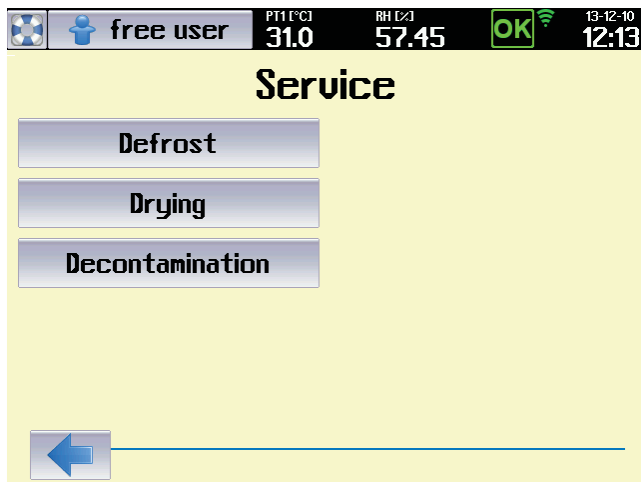 free user PT1 [°C] RH [%] OK 13-12-10
31.0 57.45 12:13
Service
Defrost
Drying
Decontamination